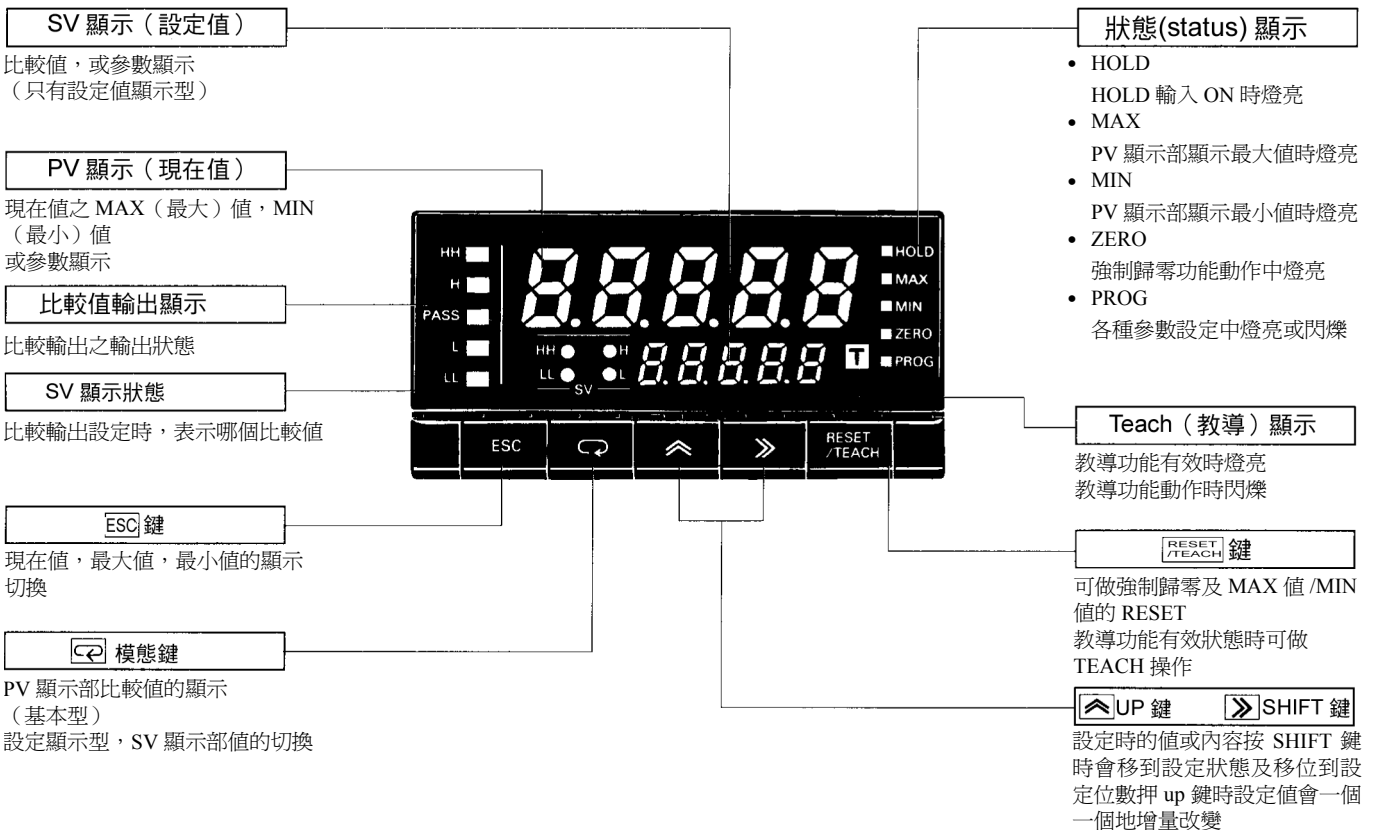 SV 顯示（設定值）
比較值，或參數顯示
（只有設定值顯示型）
PV 顯示（現在值）
現在值之 MAX（最大）值，MIN
（最小）值
或參數顯示
比較值輸出顯示
比較輸出之輸出狀態
SV 顯示狀態
比較輸出設定時，表示哪個比較值
ESC 鍵
現在值，最大值，最小值的顯示
切換
模態鍵
PV 顯示部比較值的顯示
（基本型）
設定顯示型，SV 顯示部值的切換
HH
H
PASS
L
LL
8.8.8.8.8
HH
H
LL
L
SV
8.8.8.8.8
T
HOLD
MAX
MIN
ZERO
PROG
ESC
RESET
/TEACH
狀態(status) 顯示
• HOLD
HOLD 輸入 ON 時燈亮
• MAX
PV 顯示部顯示最大值時燈亮
• MIN
PV 顯示部顯示最小值時燈亮
• ZERO
強制歸零功能動作中燈亮
• PROG
各種參數設定中燈亮或閃爍
Teach（教導）顯示
教導功能有效時燈亮
教導功能動作時閃爍
RESET
/TEACH 鍵
可做強制歸零及 MAX 值 /MIN
值的 RESET
教導功能有效狀態時可做
TEACH 操作
UP 鍵 SHIFT 鍵
設定時的值或內容按 SHIFT 鍵
時會移到設定狀態及移位到設
定位數押 up 鍵時設定值會一個
一個地增量改變